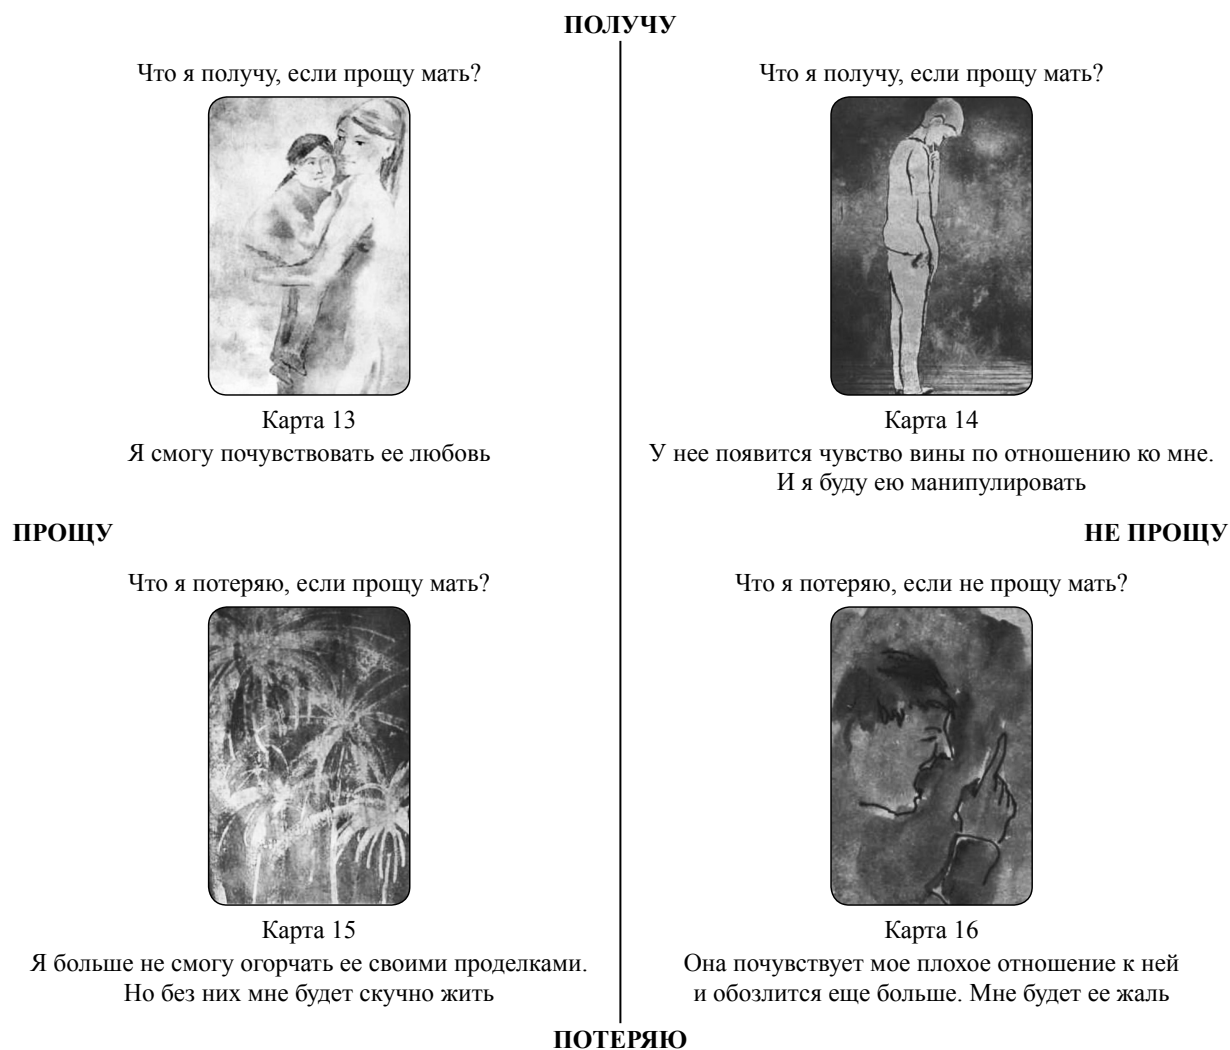 ПОЛУЧУ
Что я получу, если прощу мать?
Карта 13
Я смогу почувствовать ее любовь
Что я получу, если прощу мать?
Карта 14
У нее появится чувство вины по отношению ко мне.
И я буду ею манипулировать
ПРОЩУ
НЕ ПРОЩУ
Что я потеряю, если прощу мать?
Карта 15
Я больше не смогу огорчать ее своими проделками.
Но без них мне будет скучно жить
Что я потеряю, если не прощу мать?
Карта 16
Она почувствует мое плохое отношение к ней
и обозлится еще больше. Мне будет ее жаль
ПОТЕРЯЮ